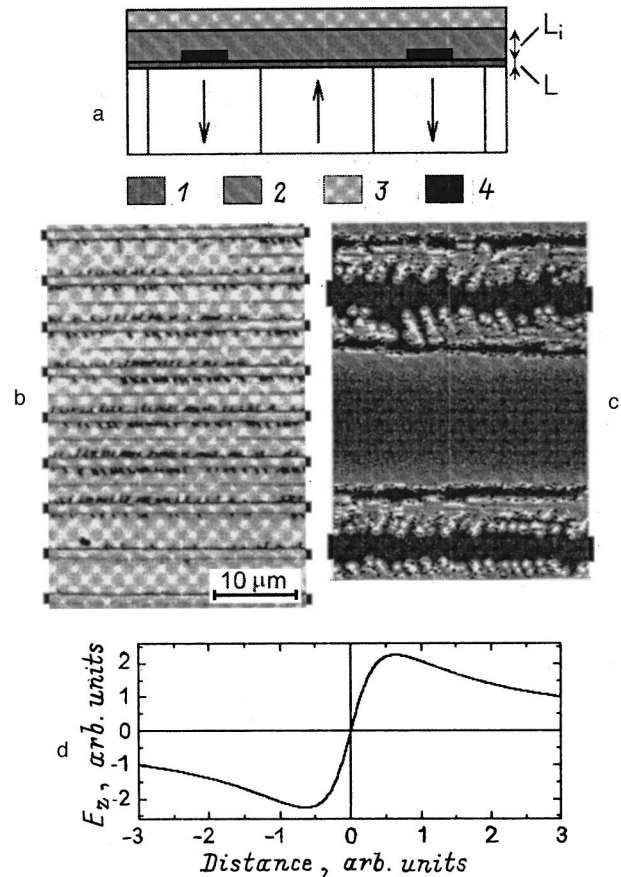 Lᵢ
L
a
1 2 3 4
b
c
10 μm
d
E_z, arb. units
2
1
0
-1
-2
-3 -2 -1 0 1 2 3
Distance, arb. units